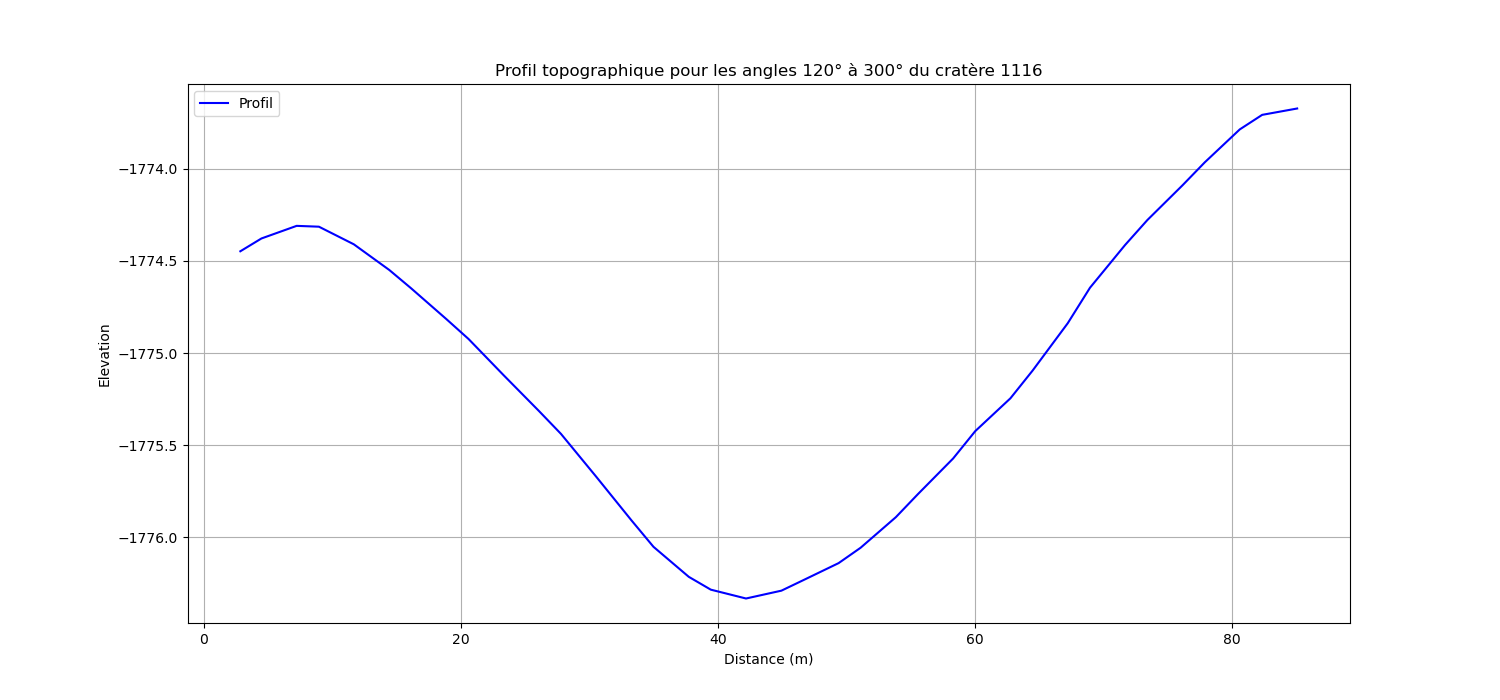 Profil topographique pour les angles 120° à 300° du cratère 1116
Profil
−1774.0
−1774.5
−1775.0
−1775.5
−1776.0
Elevation
0 20 40 60 80
Distance (m)